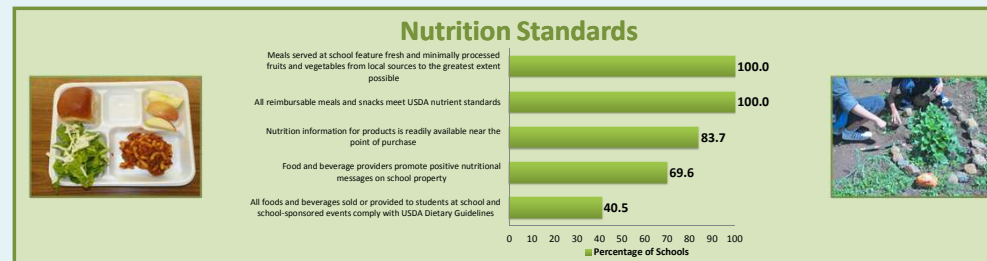 Nutrition Standards
Meals served at school feature fresh and minimally processed
fruits and vegetables from local sources to the greatest extent
possible
100.0
All reimbursable meals and snacks meet USDA nutrient standards
100.0
Nutrition information for products is readily available near the
point of purchase
83.7
Food and beverage providers promote positive nutritional
messages on school property
69.6
All foods and beverages sold or provided to students at school and
school-sponsored events comply with USDA Dietary Guidelines
40.5
0 10 20 30 40 50 60 70 80 90 100
Percentage of Schools